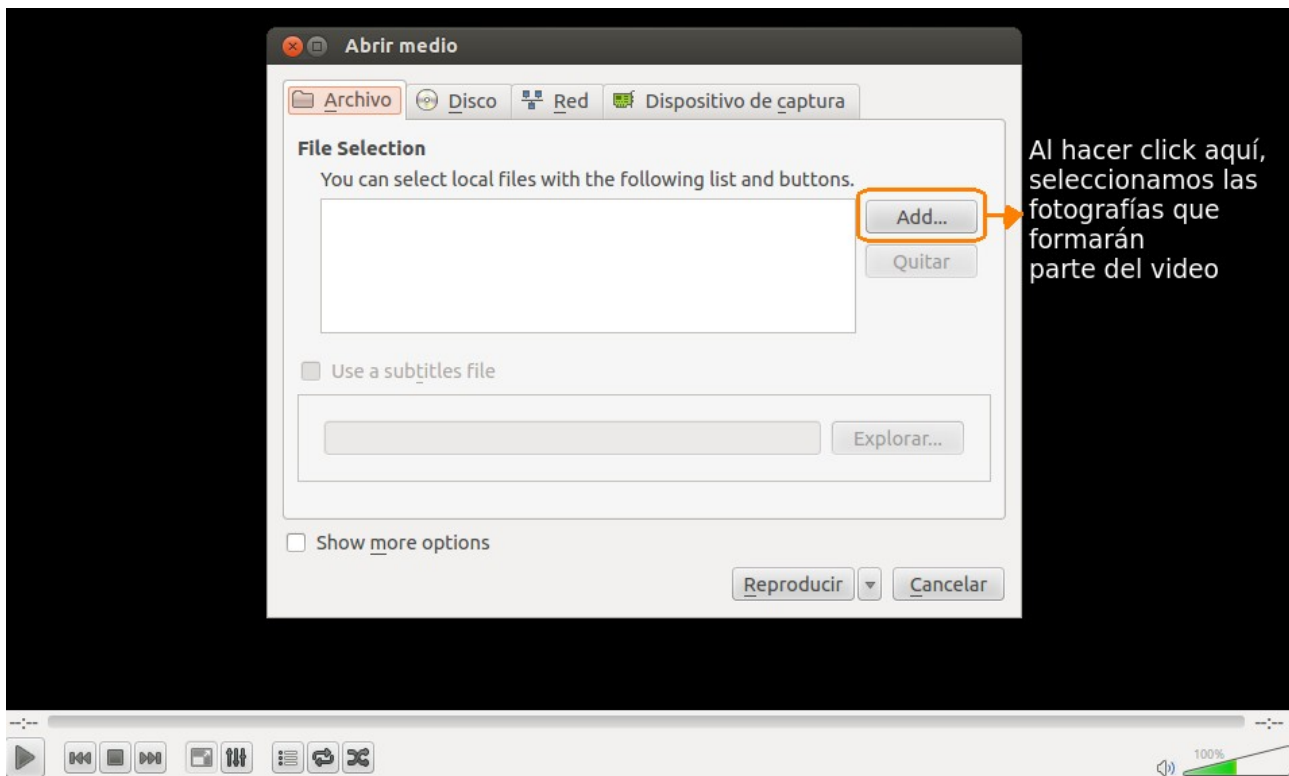 Abrir medio
Archivo
Disco
Red
Dispositivo de captura
File Selection
You can select local files with the following list and buttons.
Add...
Quitar
Al hacer click aquí,
seleccionamos las
fotografías que
formarán
parte del video
Use a subtitles file
Explorar...
Show more options
Reproducir
Cancelar
--:--
--:--
100%